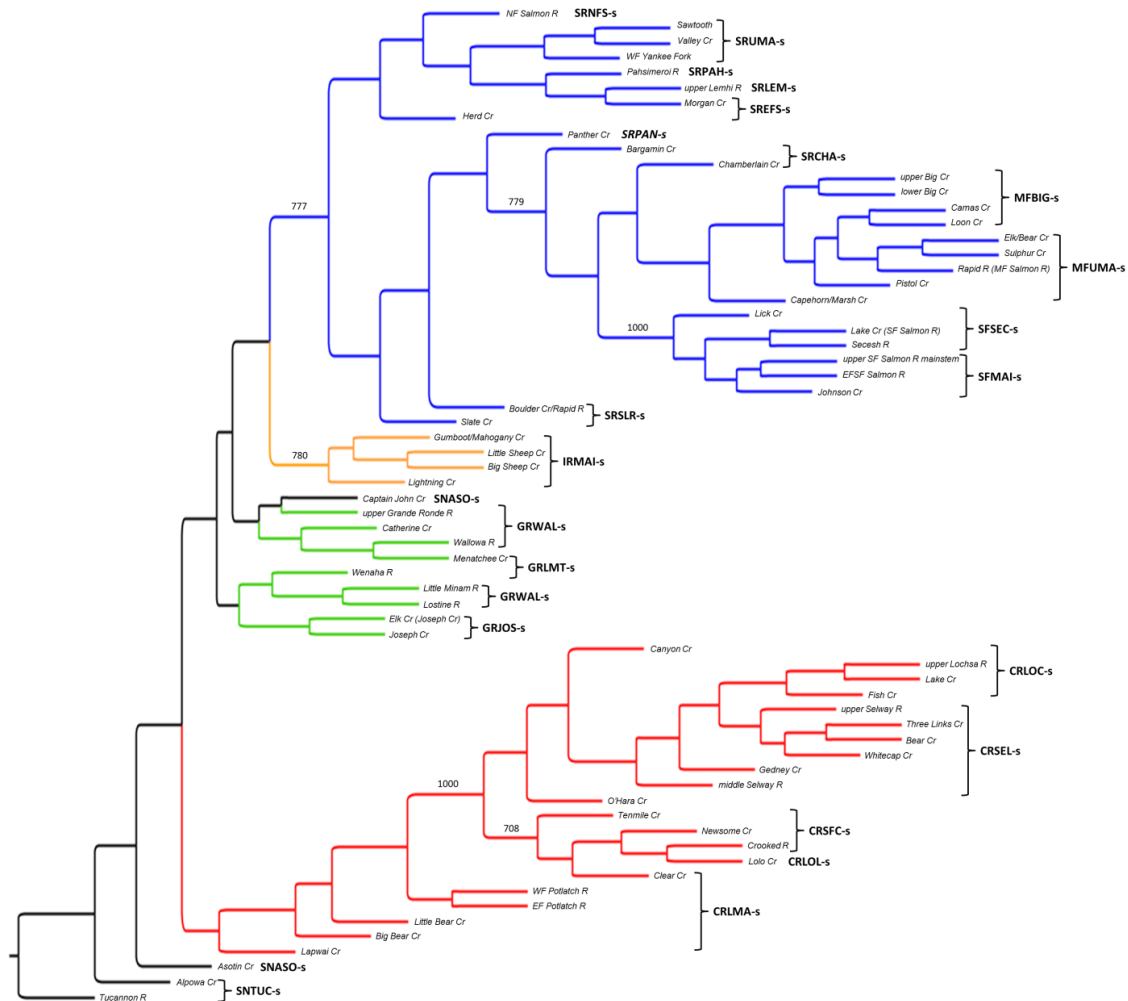 NF Salmon R SRNFS-s
Sawtooth
Valley Cr SRUMA-s
WF Yankee Fork
Pahsimeroi R SRPAH-s
upper Lemhi R SRLEM-s
Morgan Cr SREFS-s
Herd Cr
Panther Cr SRPAN-s
Bargamin Cr
SRCHA-s
Chamberlain Cr
upper Big Cr
lower Big Cr
MFBIG-s
777
779
Camas Cr
Loon Cr
Elk/Bear Cr
Sulphur Cr
Rapid R (MF Salmon R) MFUMA-s
Pistol Cr
Capehorn/Marsh Cr
Lick Cr
1000
Lake Cr (SF Salmon R) SFSEC-s
Secesh R
upper SF Salmon R mainstem
EFSF Salmon R SFMAI-s
Johnson Cr
Boulder Cr/Rapid R
SRSLR-s
Slate Cr
Gumboot/Mahogany Cr
Little Sheep Cr
780
IRMAI-s
Big Sheep Cr
Lightning Cr
Captain John Cr SNASO-s
upper Grande Ronde R
Catherine Cr GRWAL-s
Wallowa R
Menatchee Cr
GRLMT-s
Wenaha R
Little Minam R
GRWAL-s
Lostine R
Elk Cr (Joseph Cr)
GRJOS-s
Joseph Cr
Canyon Cr
upper Lochsa R
CRLOC-s
Lake Cr
Fish Cr
upper Selway R
Three Links Cr
Bear Cr
CRSEL-s
Whitecap Cr
Gedney Cr
middle Selway R
1000
O'Hara Cr
Tenmile Cr
708
Newsome Cr CRSFC-s
Crooked R
Lolo Cr CRLOL-s
Clear Cr
WF Potlatch R
EF Potlatch R
CRLMA-s
Little Bear Cr
Big Bear Cr
Lapwai Cr
Asotin Cr SNASO-s
Alpowa Cr
SNTUC-s
Tucannon R